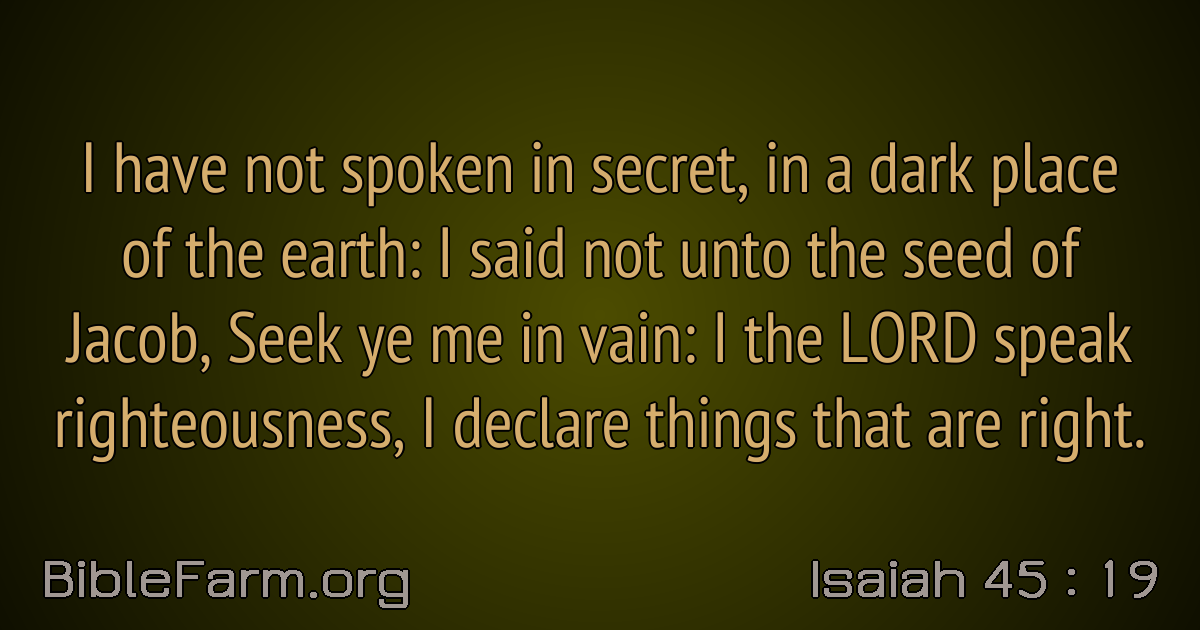 I have not spoken in secret, in a dark place
of the earth: I said not unto the seed of
Jacob, Seek ye me in vain: I the LORD speak
righteousness, I declare things that are right.
BibleFarm.org
Isaiah 45 : 19